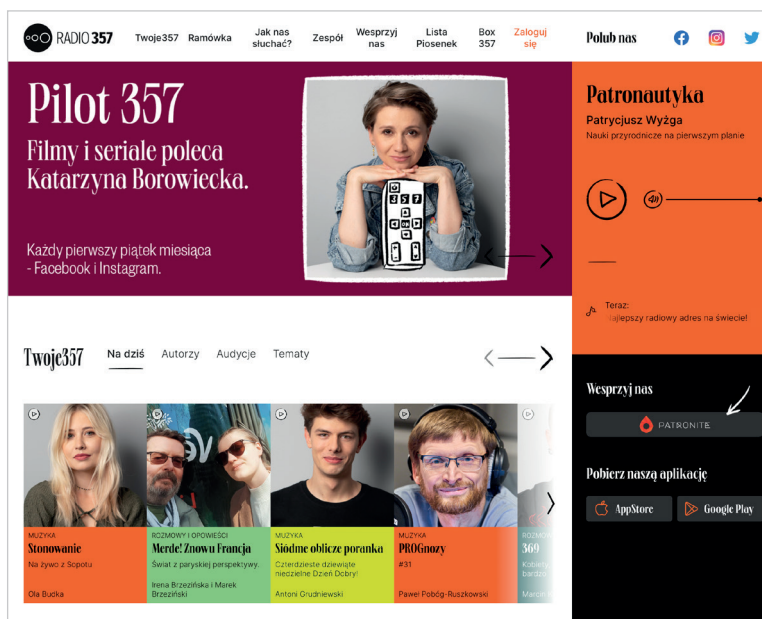 RADIO 357
Twoje357
Ramówka
Jak nas
słuchać?
Zespół
Wesprzyj
nas
Lista
Piosenek
Box
357
Zaloguj
się
Polub nas
Pilot 357
Filmy i seriale poleca
Katarzyna Borowiecka.
Każdy pierwszy piątek miesiąca
- Facebook i Instagram.
357
Patronautyka
Patrycjusz Wyżga
Nauki przyrodnicze na pierwszym planie
Teraz:
Najlepszy radiowy adres na świecie!
Twoje357
Na dziś
Autorzy
Audycje
Tematy
MUZYKA
Stonowanie
Na żywo z Sopotu
Ola Budka
ROZMOWY I OPOWIEŚCI
Merde! Znowu Francja
Świat z paryskiej perspektywy.
Irena Brzezińska i Marek
Brzeziński
MUZYKA
Siódme oblicze poranka
Czterdzieste dziewiąte
niedzielne Dzień Dobry!
Antoni Grudniewski
MUZYKA
PROGnozy
#31
Paweł Pobóg-Ruszkowski
369
Kobiety
Wesprzyj nas
PATRONITE
Pobierz naszą aplikację
AppStore
Google Play